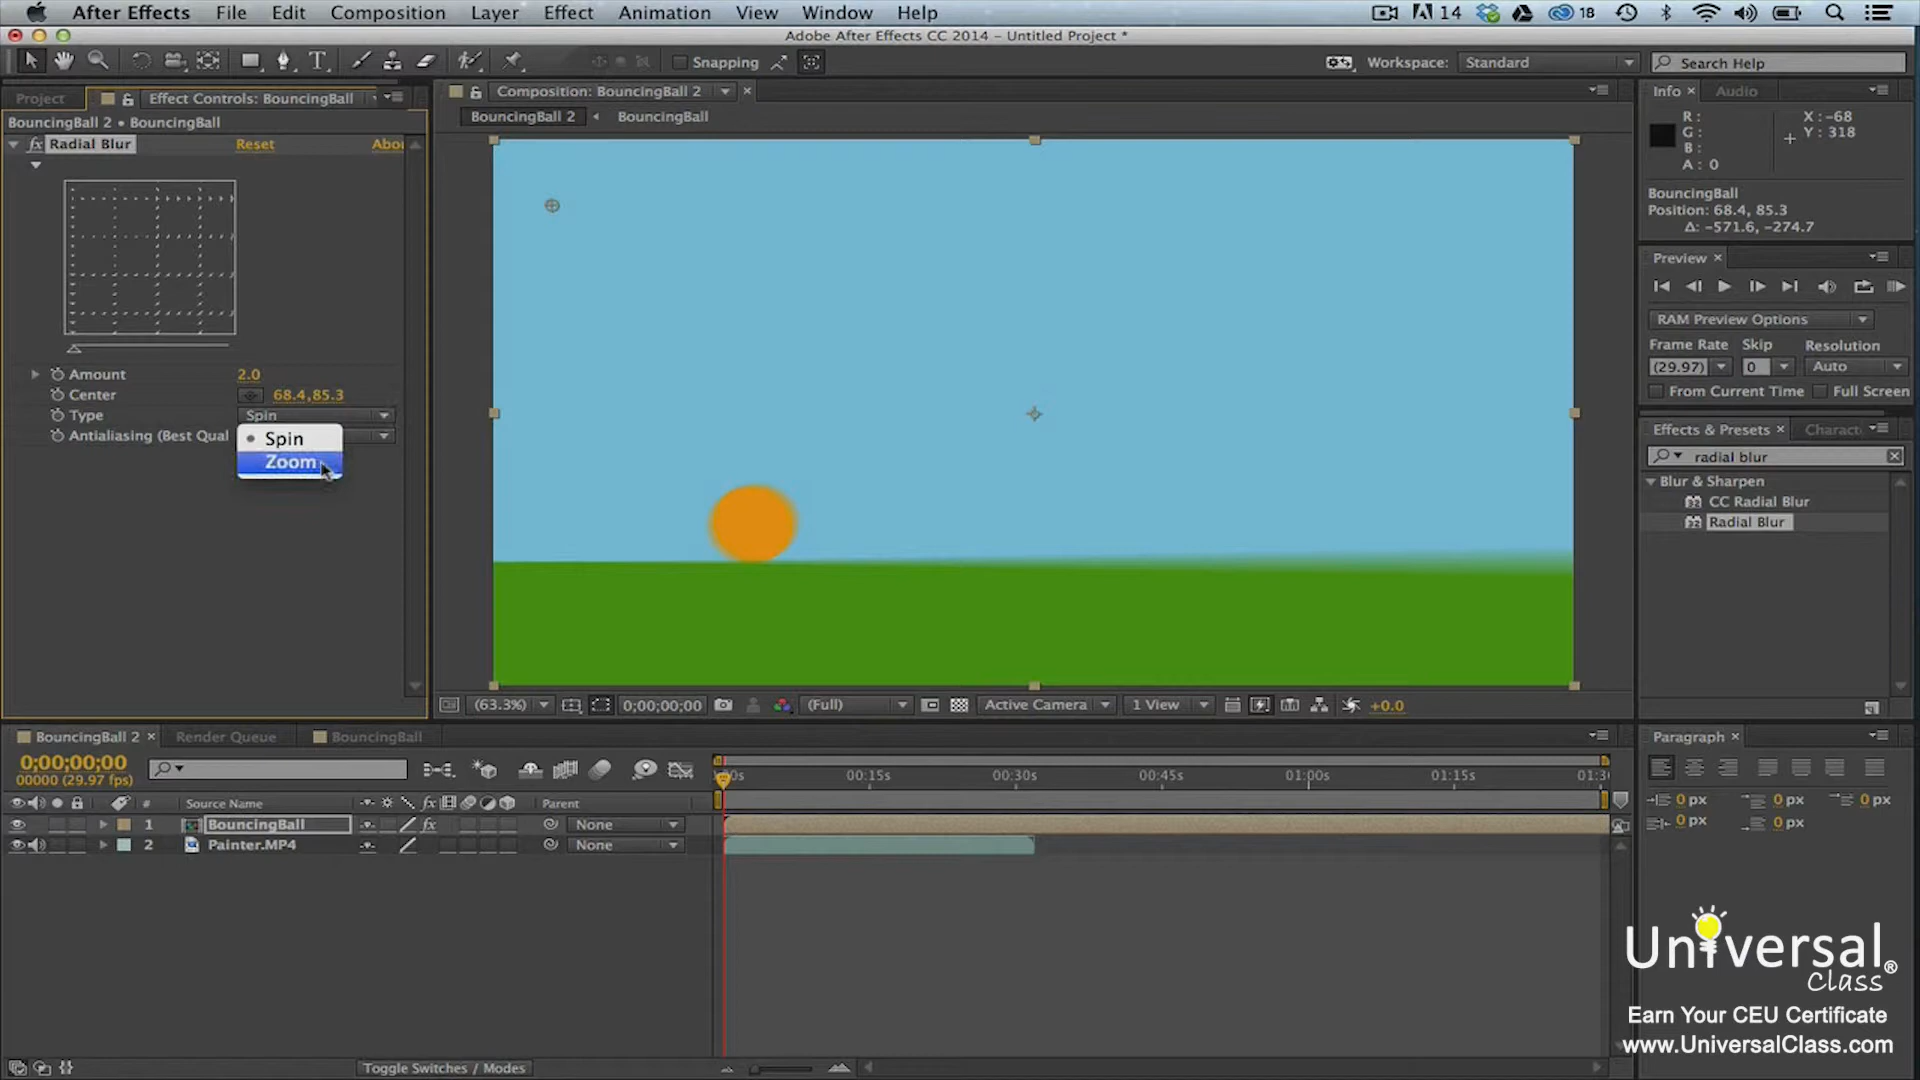 After Effects File Edit Composition Layer Effect Animation View Window Help 14 18
Adobe After Effects CC 2014 – Untitled Project *
Snapping Workspace: Standard Search Help
Project Effect Controls: BouncingBall
BouncingBall 2 • BouncingBall
fx Radial Blur Reset Abou
Amount 2.0
Center 68.4,85.3
Type Spin
Antialiasing (Best Qual
Spin
Zoom
Composition: BouncingBall 2
BouncingBall 2 BouncingBall
(63.3%) 0;00;00;00 (Full) Active Camera 1 View +0.0
Info Audio
R: X: -68
G: Y: 318
B:
A: 0
BouncingBall
Position: 68.4, 85.3
Δ: -571.6, -274.7
Preview
RAM Preview Options
Frame Rate Skip Resolution
(29.97) 0 Auto
From Current Time Full Screen
Effects & Presets Charact
radial blur
Blur & Sharpen
CC Radial Blur
Radial Blur
BouncingBall 2 Render Queue BouncingBall
0;00;00;00
00000 (29.97 fps)
00s 00:15s 00:30s 00:45s 01:00s 01:15s 01:30
# Source Name fx Parent
1 BouncingBall fx None
2 Painter.MP4 None
Toggle Switches / Modes
Paragraph
0 px 0 px 0 px
0 px 0 px
Universal®
Class
Earn Your CEU Certificate
www.UniversalClass.com